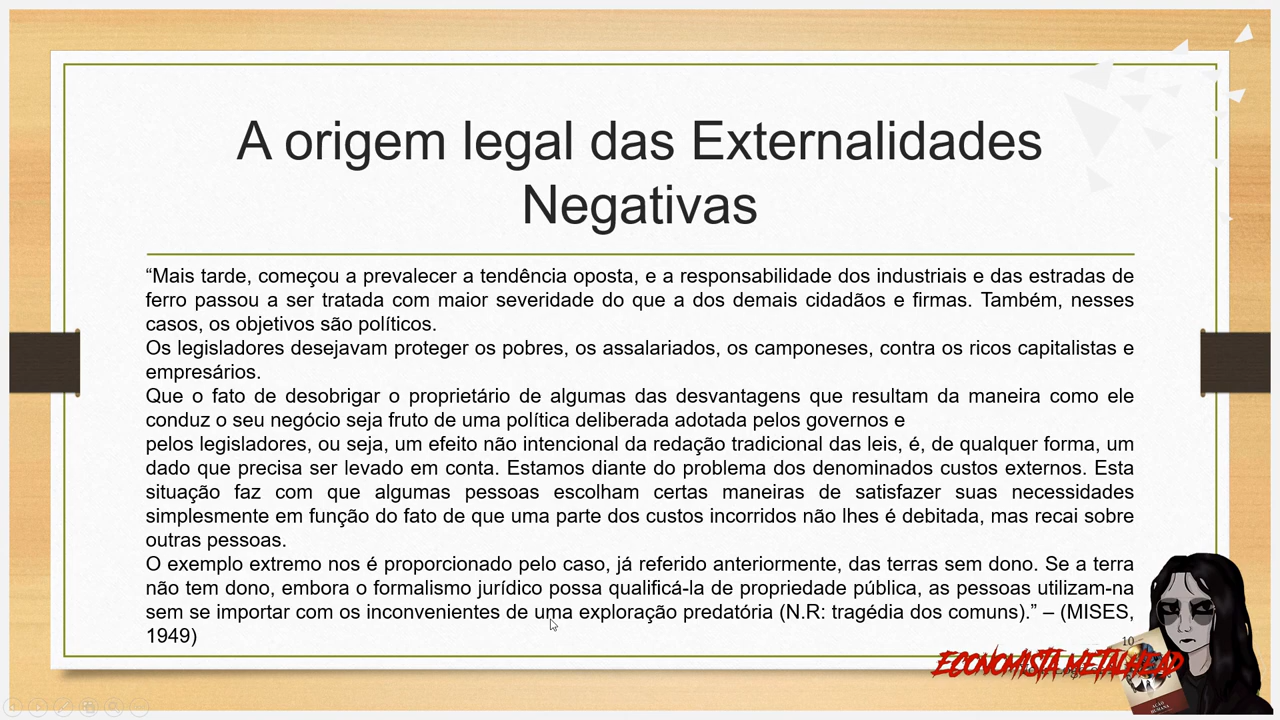 A origem legal das Externalidades
Negativas
“Mais tarde, começou a prevalecer a tendência oposta, e a responsabilidade dos industriais e das estradas de
ferro passou a ser tratada com maior severidade do que a dos demais cidadãos e firmas. Também, nesses
casos, os objetivos são políticos.
Os legisladores desejavam proteger os pobres, os assalariados, os camponeses, contra os ricos capitalistas e
empresários.
Que o fato de desobrigar o proprietário de algumas das desvantagens que resultam da maneira como ele
conduz o seu negócio seja fruto de uma política deliberada adotada pelos governos e
pelos legisladores, ou seja, um efeito não intencional da redação tradicional das leis, é, de qualquer forma, um
dado que precisa ser levado em conta. Estamos diante do problema dos denominados custos externos. Esta
situação faz com que algumas pessoas escolham certas maneiras de satisfazer suas necessidades
simplesmente em função do fato de que uma parte dos custos incorridos não lhes é debitada, mas recai sobre
outras pessoas.
O exemplo extremo nos é proporcionado pelo caso, já referido anteriormente, das terras sem dono. Se a terra
não tem dono, embora o formalismo jurídico possa qualificá-la de propriedade pública, as pessoas utilizam-na
sem se importar com os inconvenientes de uma exploração predatória (N.R: tragédia dos comuns).” – (MISES,
1949)
10
ECONOMISTA METALHEAD
AÇÃO
HUMANA